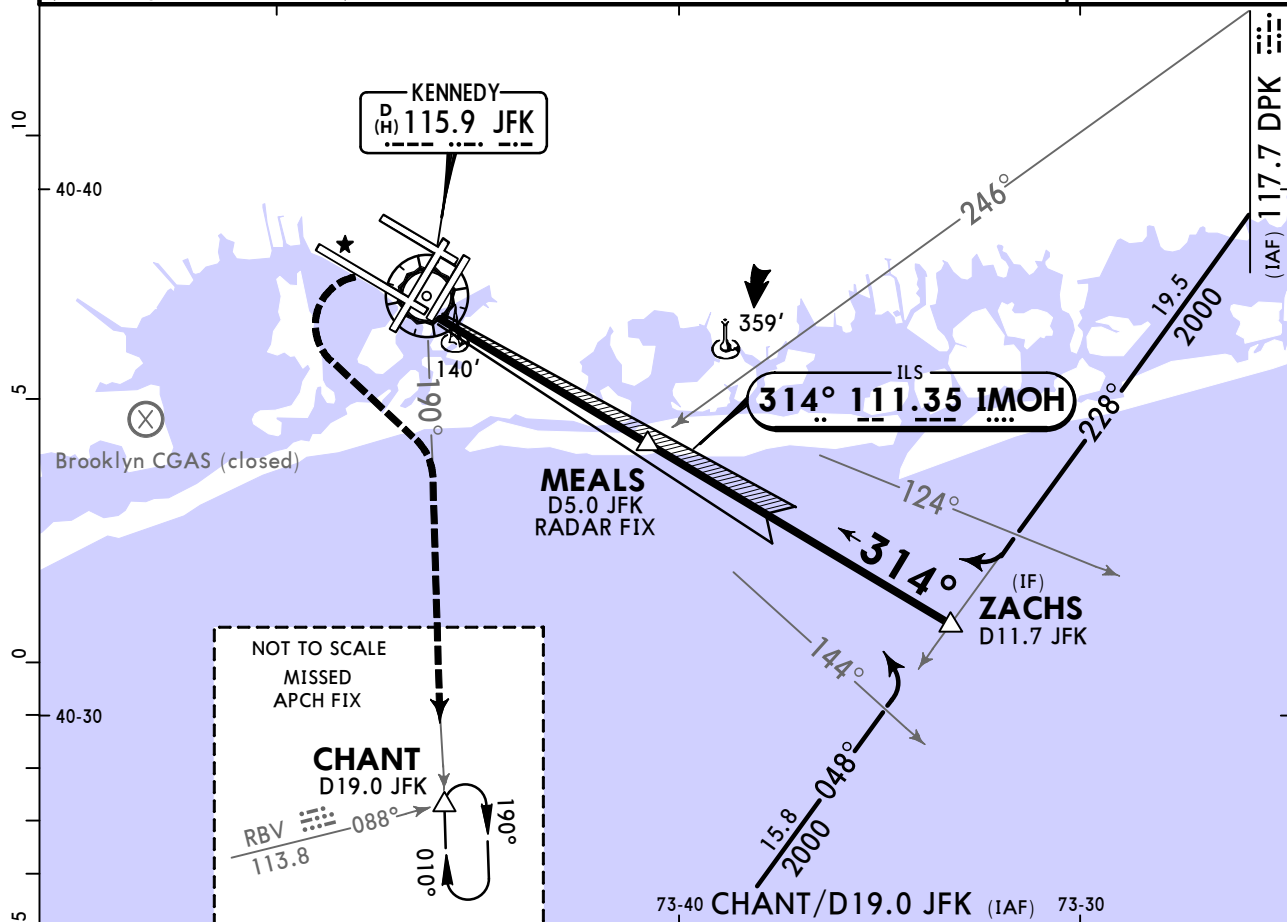 KENNEDY
D
(H) 115.9 JFK
10
40-40
5
0
40-30
5
246°
(IAF) 117.7 DPK
359'
140'
190°
ILS
314° 111.35 IMOH
19.5
2000
228°
Brooklyn CGAS (closed)
MEALS
D5.0 JFK
RADAR FIX
124°
314°
(IF)
ZACHS
D11.7 JFK
144°
NOT TO SCALE
MISSED
APCH FIX
CHANT
D19.0 JFK
RBV 088°
113.8
190°
010°
15.8 048°
2000
73-40 CHANT/D19.0 JFK (IAF) 73-30